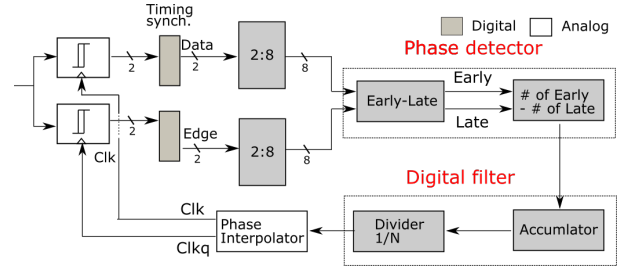 Timing
synch.
Digital
Analog
Data
2
2
2:8
8
Phase detector
Early
Early-Late
# of Early
- # of Late
Late
Clk
2
Edge
2
2:8
8
Digital filter
Clk
Clkq
Phase
Interpolator
Divider
1/N
Accumlator